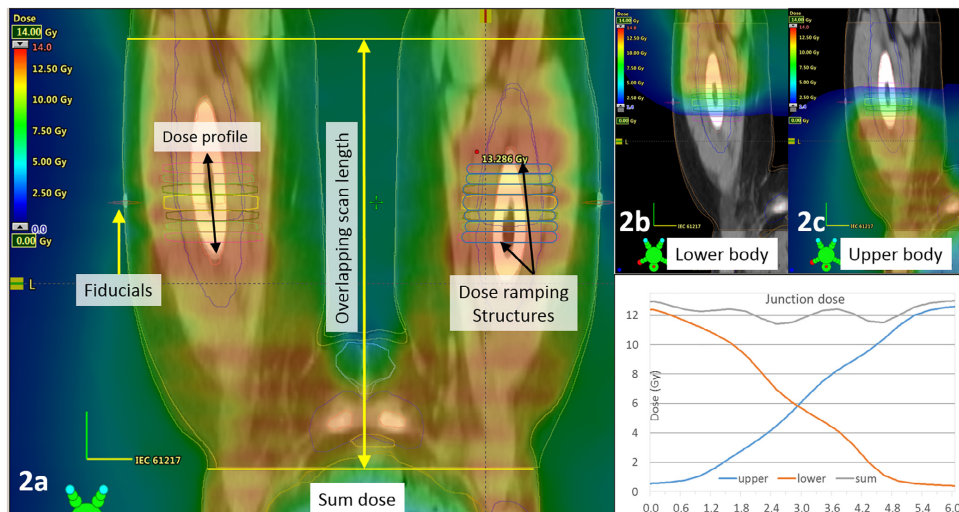 Dose
14.00 Gy
14.0
12.50 Gy
10.00 Gy
7.50 Gy
5.00 Gy
2.50 Gy
0.0
0.00 Gy
L
Dose profile
Fiducials
Overlapping scan length
13.286 Gy
Dose ramping
Structures
IEC 61217
2a
Sum dose
Dose
14.00 Gy
14.0
12.50 Gy
10.00 Gy
7.50 Gy
5.00 Gy
2.50 Gy
0.00 Gy
2b
IEC 61217
Lower body
Dose
14.00 Gy
14.0
12.50 Gy
10.00 Gy
7.50 Gy
5.00 Gy
2.50 Gy
0.00 Gy
2c
IEC 61217
Upper body
Junction dose
Dose (Gy)
12
10
8
6
4
2
0
upper lower sum
0.0 0.6 1.2 1.8 2.4 3.0 3.6 4.2 4.8 5.4 6.0